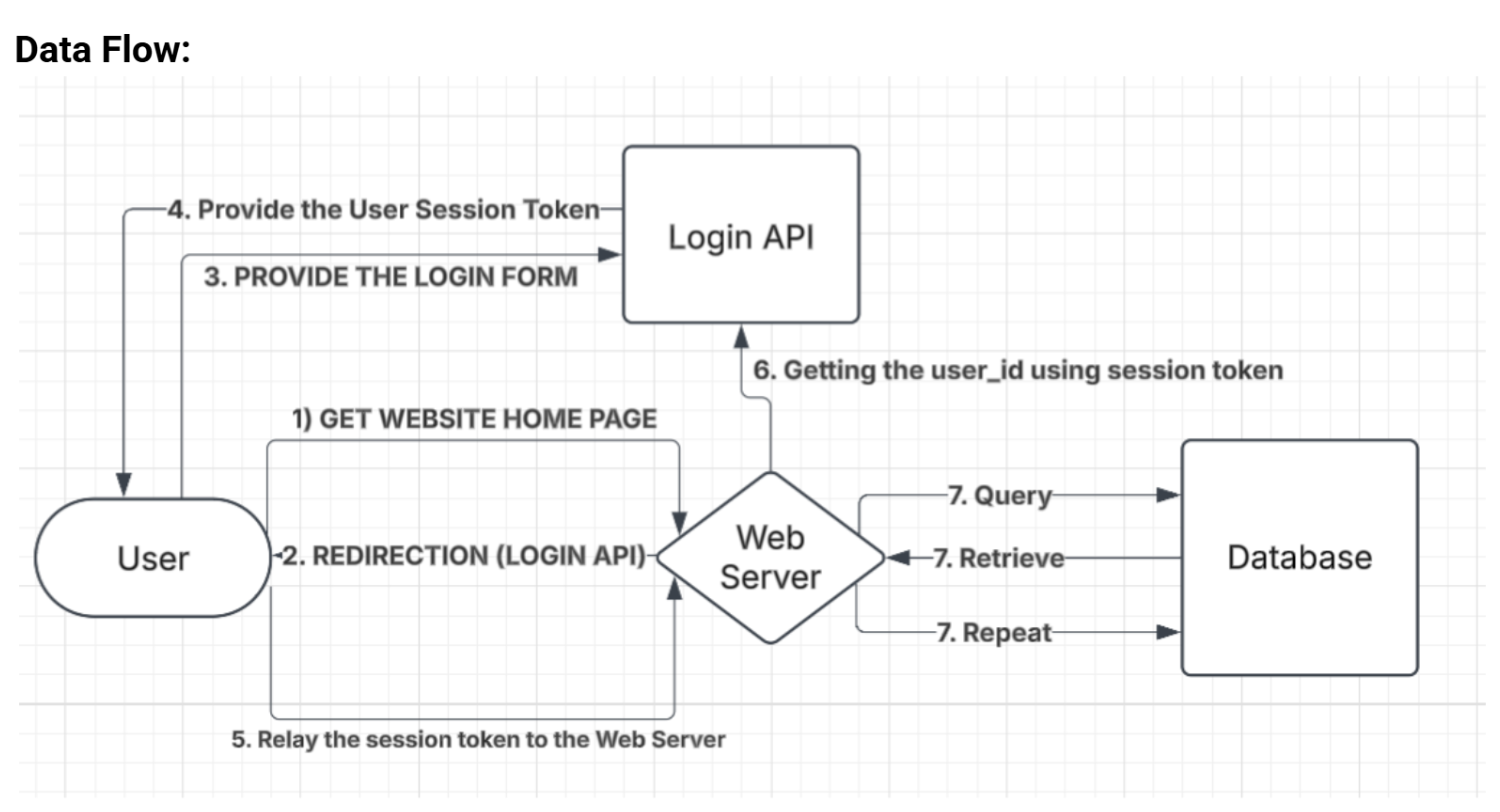 Data Flow:
4. Provide the User Session Token
Login API
3. PROVIDE THE LOGIN FORM
6. Getting the user_id using session token
1) GET WEBSITE HOME PAGE
7. Query
User
2. REDIRECTION (LOGIN API)
Web
Server
7. Retrieve
Database
7. Repeat
5. Relay the session token to the Web Server